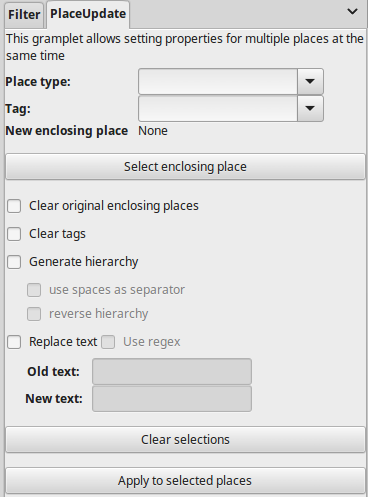 Filter PlaceUpdate
This gramplet allows setting properties for multiple places at the
same time
Place type:
Tag:
New enclosing place None
Select enclosing place
Clear original enclosing places
Clear tags
Generate hierarchy
use spaces as separator
reverse hierarchy
Replace text Use regex
Old text:
New text:
Clear selections
Apply to selected places